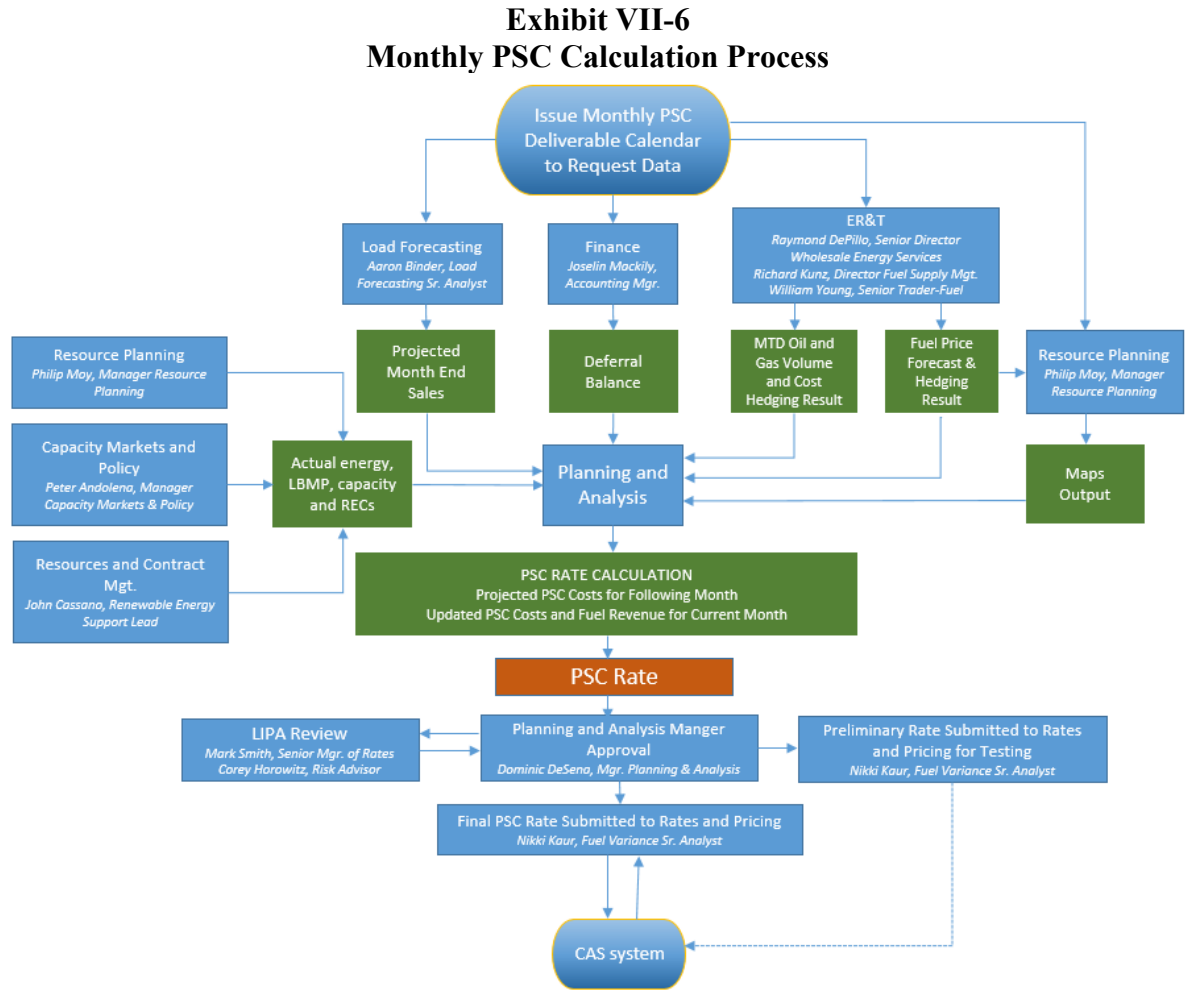 Exhibit VII-6
Monthly PSC Calculation Process
Issue Monthly PSC
Deliverable Calendar
to Request Data
Load Forecasting
Aaron Binder, Load
Forecasting Sr. Analyst
Finance
Joselin Mackily,
Accounting Mgr.
ER&T
Raymond DePillo, Senior Director
Wholesale Energy Services
Richard Kunz, Director Fuel Supply Mgt.
William Young, Senior Trader-Fuel
Resource Planning
Philip Moy, Manager Resource
Planning
Projected
Month End
Sales
Deferral
Balance
MTD Oil and
Gas Volume
and Cost
Hedging Result
Fuel Price
Forecast &
Hedging
Result
Resource Planning
Philip Moy, Manager
Resource Planning
Capacity Markets and
Policy
Peter Andolena, Manager
Capacity Markets & Policy
Actual energy,
LBMP, capacity
and RECs
Planning and
Analysis
Maps
Output
Resources and Contract
Mgt.
John Cassano, Renewable Energy
Support Lead
PSC RATE CALCULATION
Projected PSC Costs for Following Month
Updated PSC Costs and Fuel Revenue for Current Month
PSC Rate
LIPA Review
Mark Smith, Senior Mgr. of Rates
Corey Horowitz, Risk Advisor
Planning and Analysis Manger
Approval
Dominic DeSena, Mgr. Planning & Analysis
Preliminary Rate Submitted to Rates
and Pricing for Testing
Nikki Kaur, Fuel Variance Sr. Analyst
Final PSC Rate Submitted to Rates and Pricing
Nikki Kaur, Fuel Variance Sr. Analyst
CAS system